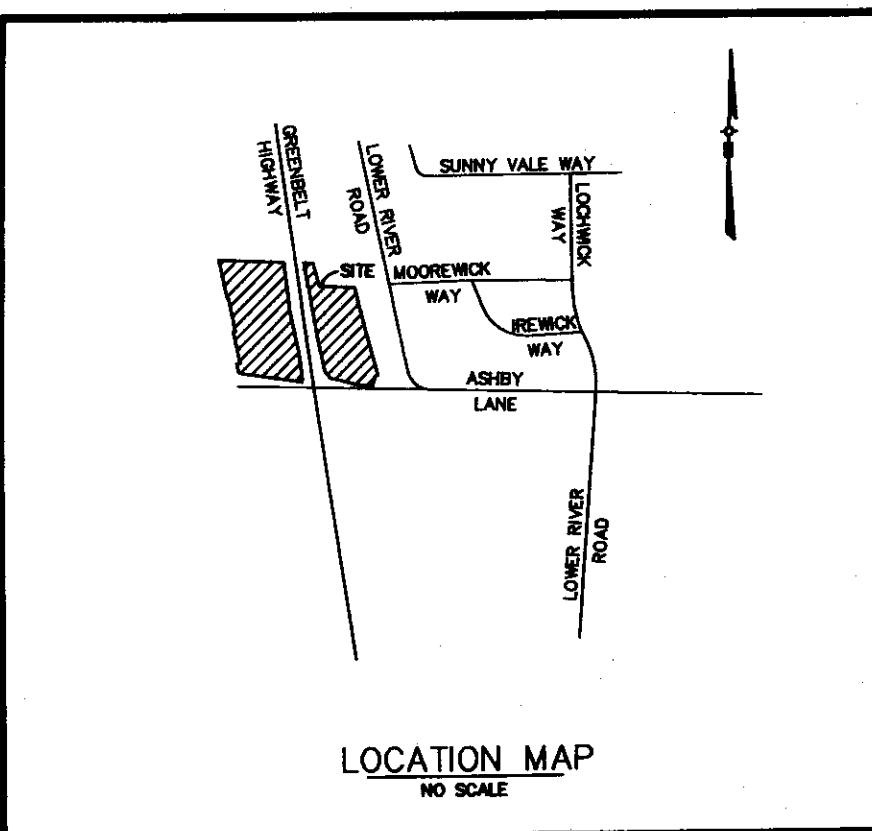 GREENBELT
HIGHWAY
LOWER RIVER
ROAD
SUNNY VALE WAY
LOCHWICK
WAY
SITE
MOOREWICK
WAY
IREWICK
WAY
ASHBY
LANE
LOWER RIVER
ROAD
LOCATION MAP
NO SCALE